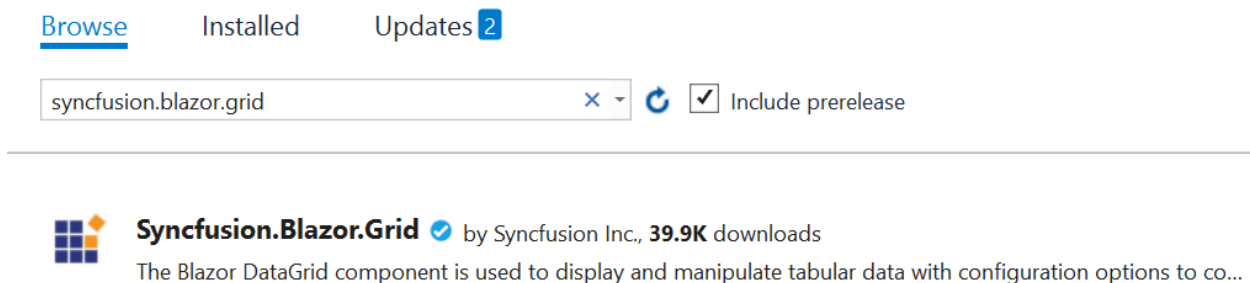 Browse Installed Updates 2
syncfusion.blazor.grid Include prerelease
Syncfusion.Blazor.Grid by Syncfusion Inc., 39.9K downloads
The Blazor DataGrid component is used to display and manipulate tabular data with configuration options to co...